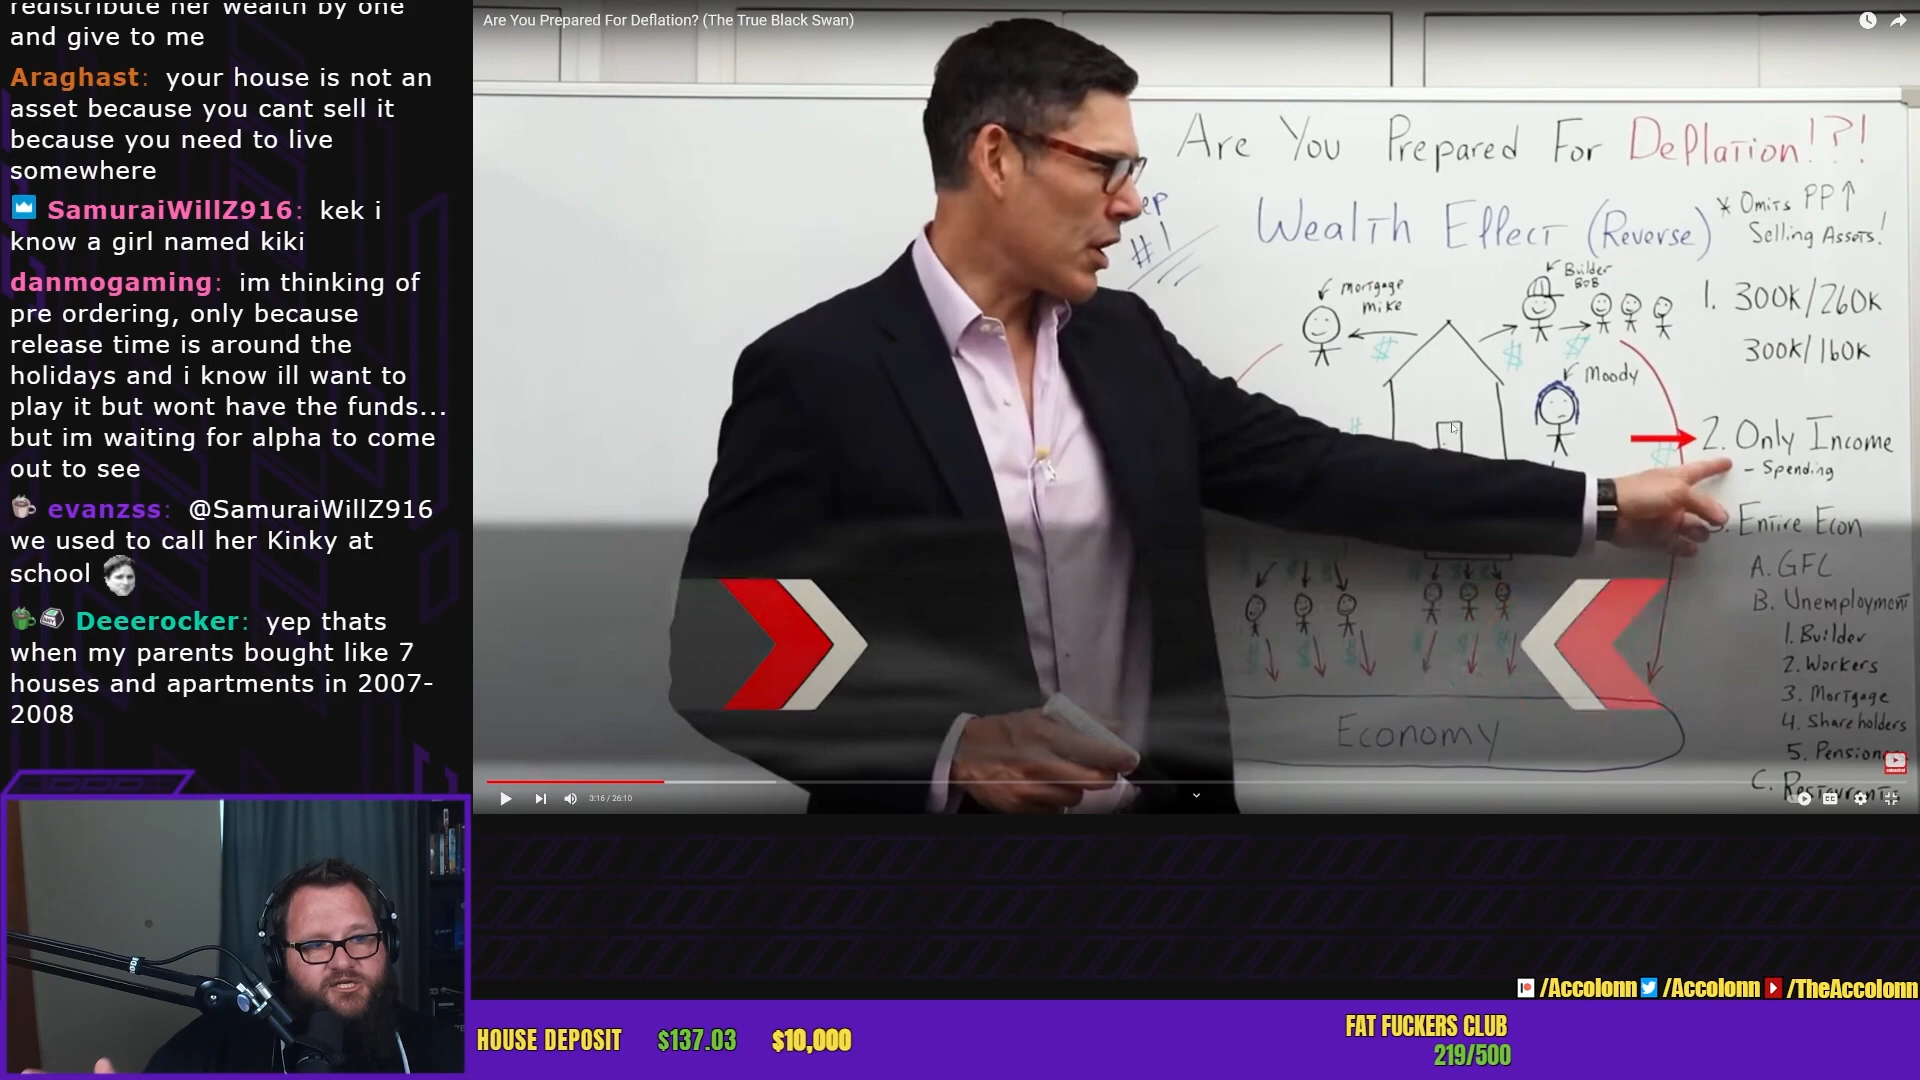 redistribute her wealth by one
and give to me
Araghast: your house is not an
asset because you cant sell it
because you need to live
somewhere
SamuraiWillZ916: kek i
know a girl named kiki
danmogaming: im thinking of
pre ordering, only because
release time is around the
holidays and i know ill want to
play it but wont have the funds...
but im waiting for alpha to come
out to see
evanzss: @SamuraiWillZ916
we used to call her Kinky at
school
Deeerocker: yep thats
when my parents bought like 7
houses and apartments in 2007-
2008
Are You Prepared For Deflation? (The True Black Swan)
Are You Prepared For Deflation!?!
#1
Wealth Effect (Reverse)
* Omits PP↑
Selling Assets!
Mortgage
Mike
Builder
Bob
$ $ $
Moody
1. 300K/260K
300K/160K
2. Only Income
- Spending
Entire Econ
A. GFC
B. Unemployment
1. Builder
2. Workers
3. Mortgage
4. Shareholders
5. Pension
C. Restaurants
Economy
3:16 / 26:10
/Accolonn /Accolonn /TheAccolonn
HOUSE DEPOSIT $137.03 $10,000
FAT FUCKERS CLUB
219/500